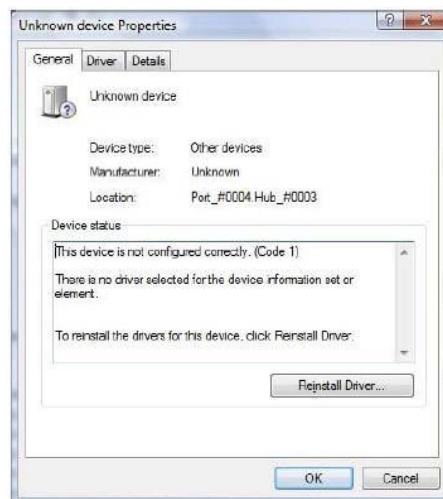 Unknown device Properties
General Driver Details
Unknown device
Device type: Other devices
Manufacturer: Unknown
Location: Port_#0004.Hub_#0003
Device status
This device is not configured correctly. (Code 1)
There is no driver selected for the device information set or
element.
To reinstall the drivers for this device, click Reinstall Driver.
Reinstall Driver...
OK Cancel